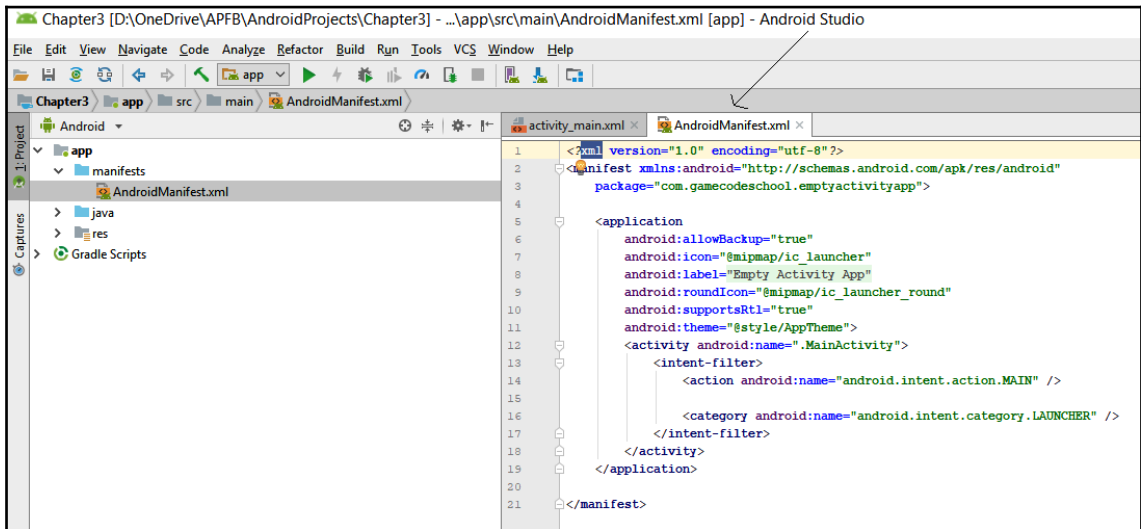 Chapter3 [D:\OneDrive\APFB\AndroidProjects\Chapter3] - ...\app\src\main\AndroidManifest.xml [app] - Android Studio
File Edit View Navigate Code Analyze Refactor Build Run Tools VCS Window Help
app
Chapter3 app src main AndroidManifest.xml
1: Project
Captures
Android
app
manifests
AndroidManifest.xml
java
res
Gradle Scripts
activity_main.xml × AndroidManifest.xml ×
1 <?xml version="1.0" encoding="utf-8"?>
2 <manifest xmlns:android="http://schemas.android.com/apk/res/android"
3 package="com.gamecodeschool.emptyactivityapp">
4
5 <application
6 android:allowBackup="true"
7 android:icon="@mipmap/ic_launcher"
8 android:label="Empty Activity App"
9 android:roundIcon="@mipmap/ic_launcher_round"
10 android:supportsRtl="true"
11 android:theme="@style/AppTheme">
12 <activity android:name=".MainActivity">
13 <intent-filter>
14 <action android:name="android.intent.action.MAIN" />
15
16 <category android:name="android.intent.category.LAUNCHER" />
17 </intent-filter>
18 </activity>
19 </application>
20
21 </manifest>